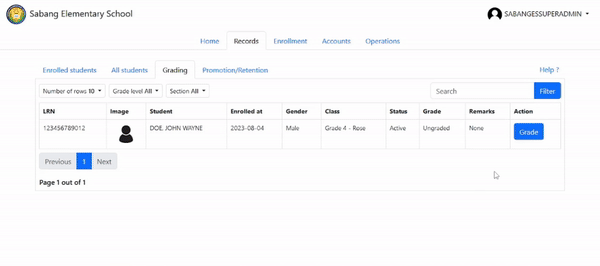 Sabang Elementary School
SABANGESSUPERADMIN
Home Records Enrollment Accounts Operations
Enrolled students All students Grading Promotion/Retention Help ?
Number of rows 10 Grade level All Section All Search Filter
LRN Image Student Enrolled at Gender Class Status Grade Remarks Action
123456789012 DOE, JOHN WAYNE 2023-08-04 Male Grade 4 - Rose Active Ungraded None Grade
Previous 1 Next
Page 1 out of 1